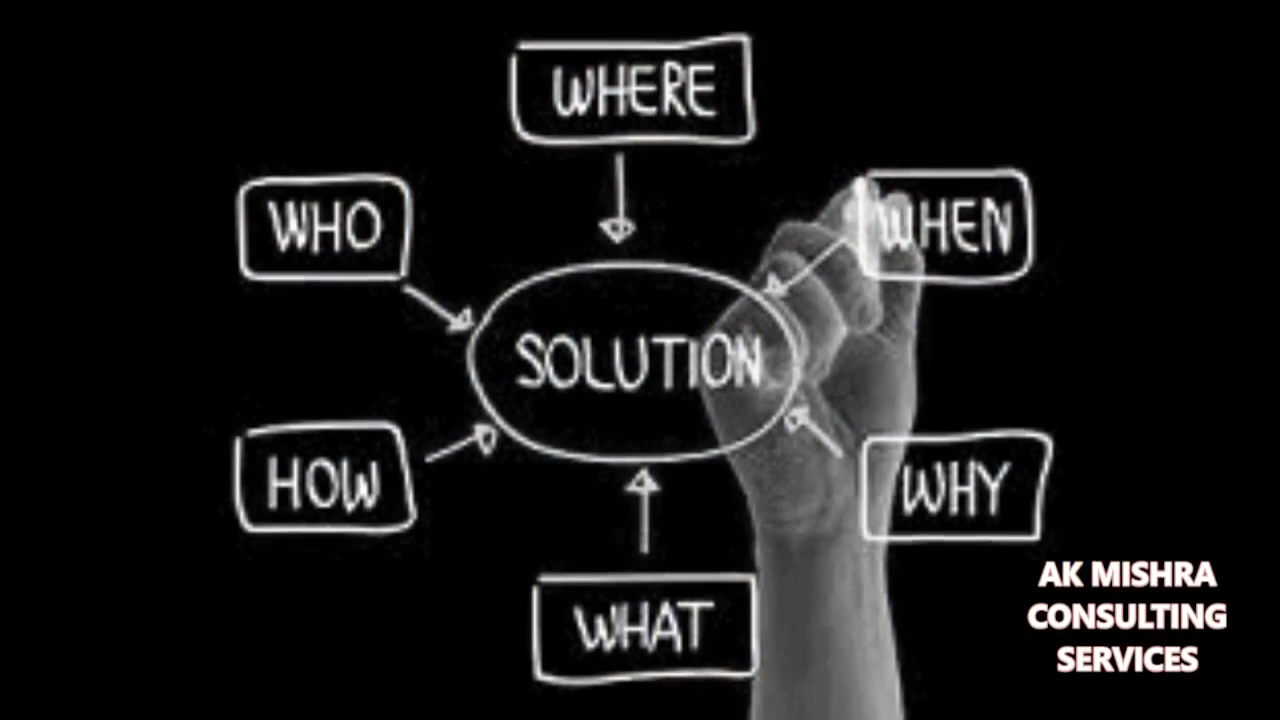 WHERE
WHO
WHEN
SOLUTION
HOW
WHY
WHAT
AK MISHRA
CONSULTING
SERVICES